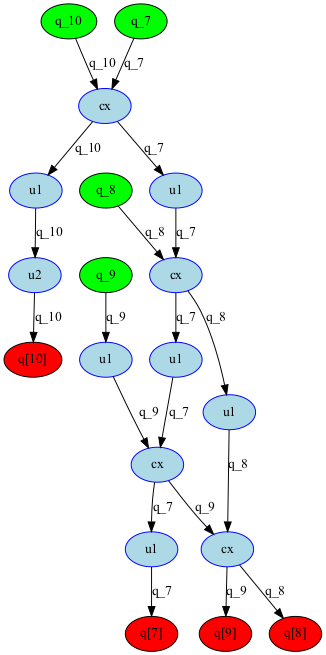 q_10 q_7
q_10 q_7
cx
q_10 q_7
u1 q_8 u1
q_10 q_8 q_7
u2 q_9 cx
q_10 q_9 q_7 q_8
q[10] u1 u1
u1
q_9 q_7
cx q_8
q_7 q_9
u1 cx
q_7 q_9 q_8
q[7] q[9] q[8]